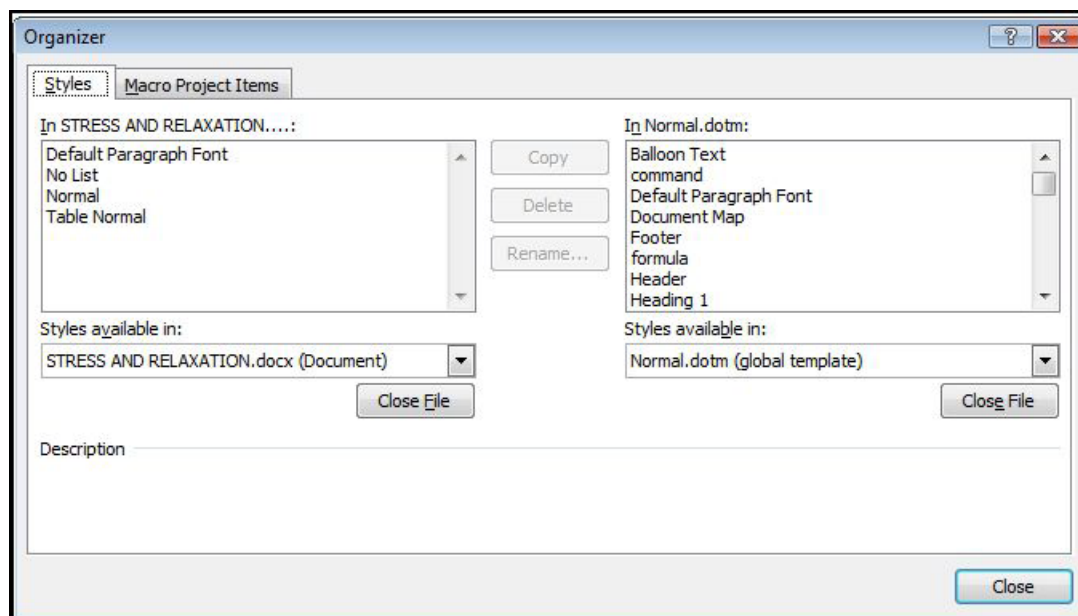 Organizer
Styles
Macro Project Items
In STRESS AND RELAXATION....:
Default Paragraph Font
No List
Normal
Table Normal
Copy
Delete
Rename...
In Normal.dotm:
Balloon Text
command
Default Paragraph Font
Document Map
Footer
formula
Header
Heading 1
Styles available in:
STRESS AND RELAXATION.docx (Document)
Close File
Styles available in:
Normal.dotm (global template)
Close File
Description
Close